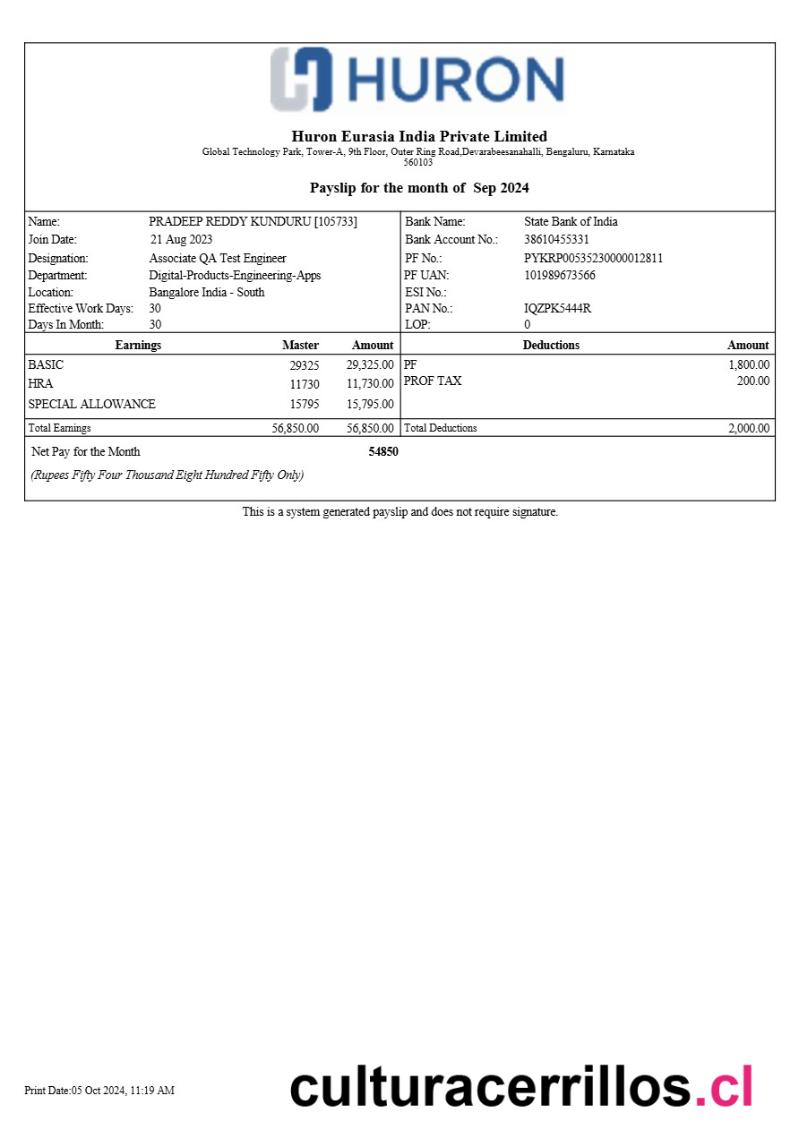 HURON
Huron Eurasia India Private Limited
Global Technology Park, Tower-A, 9th Floor, Outer Ring Road,Devarabeesanahalli, Bengaluru, Karnataka
560103
Payslip for the month of Sep 2024
Name: PRADEEP REDDY KUNDURU [105733] Bank Name: State Bank of India
Join Date: 21 Aug 2023 Bank Account No.: 38610455331
Designation: Associate QA Test Engineer PF No.: PYKRP00535230000012811
Department: Digital-Products-Engineering-Apps PF UAN: 101989673566
Location: Bangalore India - South ESI No.:
Effective Work Days: 30 PAN No.: IQZPK5444R
Days In Month: 30 LOP: 0
Earnings Master Amount Deductions Amount
BASIC 29325 29,325.00 PF 1,800.00
HRA 11730 11,730.00 PROF TAX 200.00
SPECIAL ALLOWANCE 15795 15,795.00
Total Earnings 56,850.00 56,850.00 Total Deductions 2,000.00
Net Pay for the Month 54850
(Rupees Fifty Four Thousand Eight Hundred Fifty Only)
This is a system generated payslip and does not require signature.
Print Date:05 Oct 2024, 11:19 AM
culturacerrillos.cl